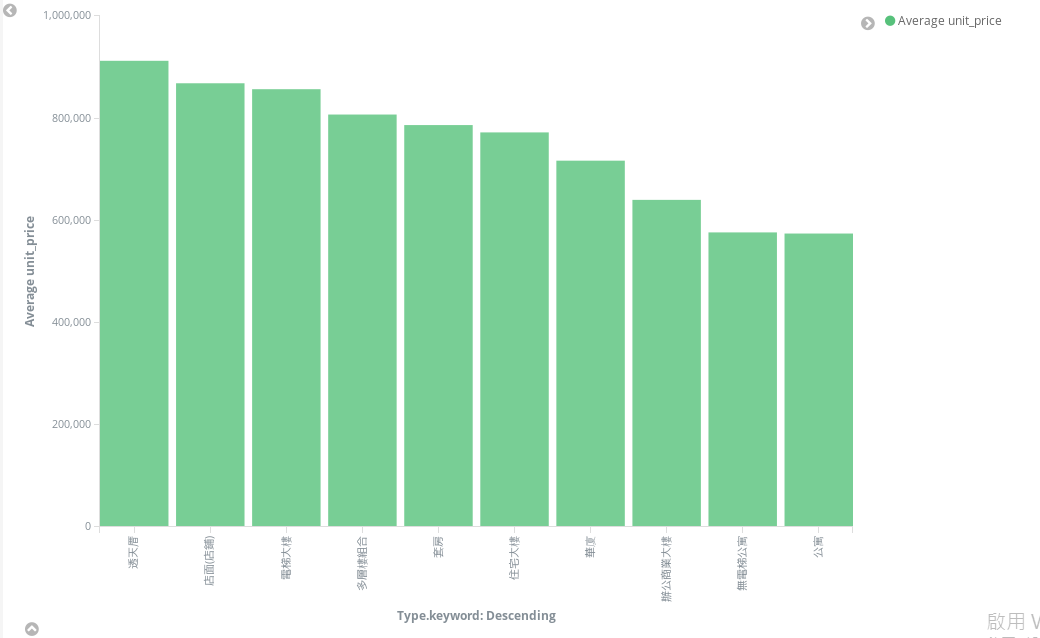 1,000,000
Average unit_price
800,000
600,000
400,000
200,000
0
Average unit_price
透天厝
店面(店鋪)
電梯大樓
多層樓組合
套房
住宅大樓
華廈
辦公商業大樓
無電梯公寓
公寓
Type.keyword: Descending
啟用